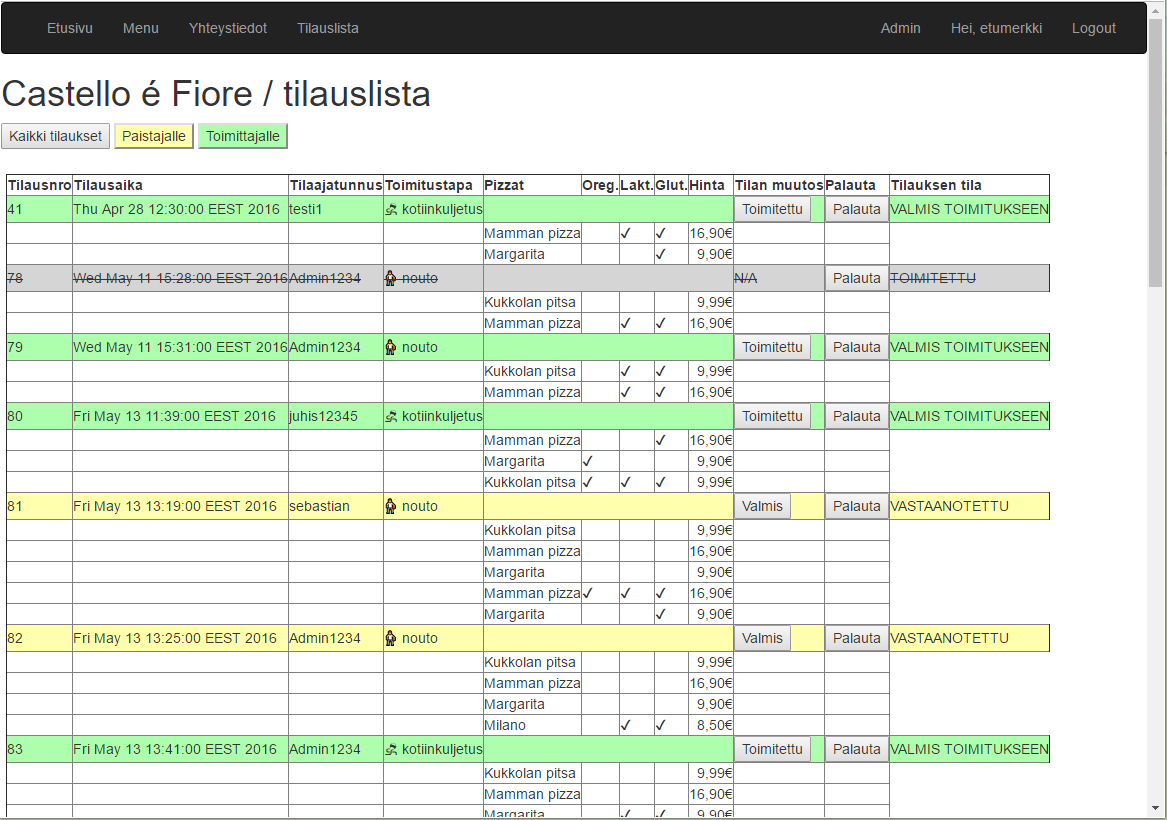 Etusivu Menu Yhteystiedot Tilauslista Admin Hei, etumerkki Logout
Castello é Fiore / tilauslista
Kaikki tilaukset Paistajalle Toimittajalle
Tilausnro Tilausaika Tilaajatunnus Toimitustapa Pizzat Oreg. Lakt. Glut. Hinta Tilan muutos Palauta Tilauksen tila
41 Thu Apr 28 12:30:00 EEST 2016 testi1 kotiinkuljetus Toimitettu Palauta VALMIS TOIMITUKSEEN
Mamman pizza ✓ ✓ 16,90€
Margarita ✓ 9,90€
78 Wed May 11 15:28:00 EEST 2016 Admin1234 nouto N/A Palauta TOIMITETTU
Kukkolan pitsa 9,99€
Mamman pizza ✓ ✓ 16,90€
79 Wed May 11 15:31:00 EEST 2016 Admin1234 nouto Toimitettu Palauta VALMIS TOIMITUKSEEN
Kukkolan pitsa ✓ ✓ 9,99€
Mamman pizza ✓ ✓ 16,90€
80 Fri May 13 11:39:00 EEST 2016 juhis12345 kotiinkuljetus Toimitettu Palauta VALMIS TOIMITUKSEEN
Mamman pizza ✓ 16,90€
Margarita ✓ 9,90€
Kukkolan pitsa ✓ ✓ ✓ 9,99€
81 Fri May 13 13:19:00 EEST 2016 sebastian nouto Valmis Palauta VASTAANOTETTU
Kukkolan pitsa 9,99€
Mamman pizza 16,90€
Margarita 9,90€
Mamman pizza ✓ ✓ ✓ 16,90€
Margarita ✓ 9,90€
82 Fri May 13 13:25:00 EEST 2016 Admin1234 nouto Valmis Palauta VASTAANOTETTU
Kukkolan pitsa 9,99€
Mamman pizza 16,90€
Margarita 9,90€
Milano ✓ ✓ 8,50€
83 Fri May 13 13:41:00 EEST 2016 Admin1234 kotiinkuljetus Toimitettu Palauta VALMIS TOIMITUKSEEN
Kukkolan pitsa 9,99€
Mamman pizza 16,90€
Margarita ✓ ✓ 9,90€